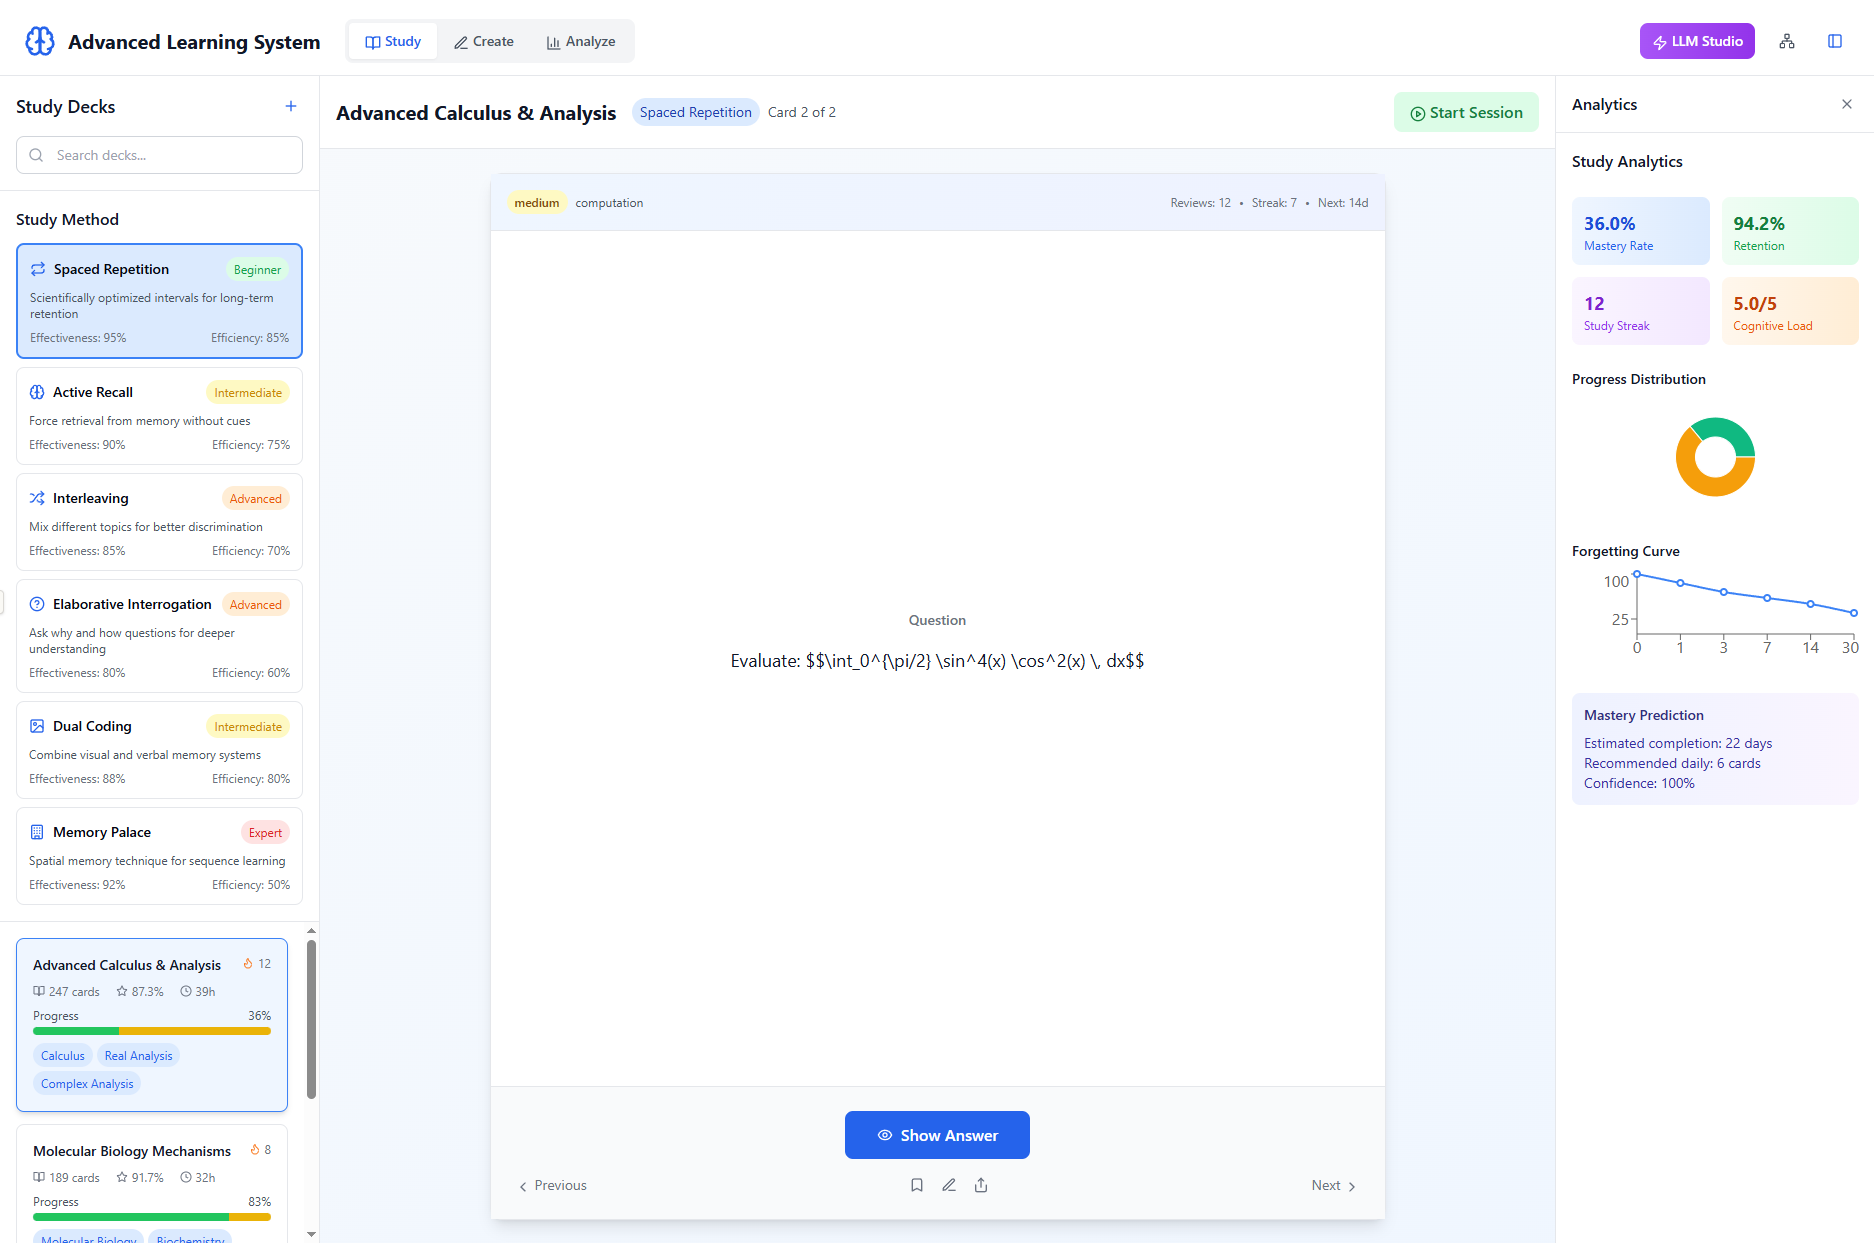 Advanced Learning System
Study
Create
Analyze
LLM Studio
Study Decks
Search decks...
Study Method
Spaced Repetition
Beginner
Scientifically optimized intervals for long-term
retention
Effectiveness: 95%
Efficiency: 85%
Active Recall
Intermediate
Force retrieval from memory without cues
Effectiveness: 90%
Efficiency: 75%
Interleaving
Advanced
Mix different topics for better discrimination
Effectiveness: 85%
Efficiency: 70%
Elaborative Interrogation
Advanced
Ask why and how questions for deeper
understanding
Effectiveness: 80%
Efficiency: 60%
Dual Coding
Intermediate
Combine visual and verbal memory systems
Effectiveness: 88%
Efficiency: 80%
Memory Palace
Expert
Spatial memory technique for sequence learning
Effectiveness: 92%
Efficiency: 50%
Advanced Calculus & Analysis
12
247 cards
87.3%
39h
Progress
36%
Calculus
Real Analysis
Complex Analysis
Molecular Biology Mechanisms
8
189 cards
91.7%
32h
Progress
83%
Molecular Biology
Biochemistry
Advanced Calculus & Analysis
Spaced Repetition
Card 2 of 2
Start Session
medium
computation
Reviews: 12 • Streak: 7 • Next: 14d
Question
Evaluate: $$\int_0^{\pi/2} \sin^4(x) \cos^2(x) \, dx$$
Show Answer
Previous
Next
Analytics
Study Analytics
36.0%
Mastery Rate
94.2%
Retention
12
Study Streak
5.0/5
Cognitive Load
Progress Distribution
Forgetting Curve
100
25
0 1 3 7 14 30
Mastery Prediction
Estimated completion: 22 days
Recommended daily: 6 cards
Confidence: 100%